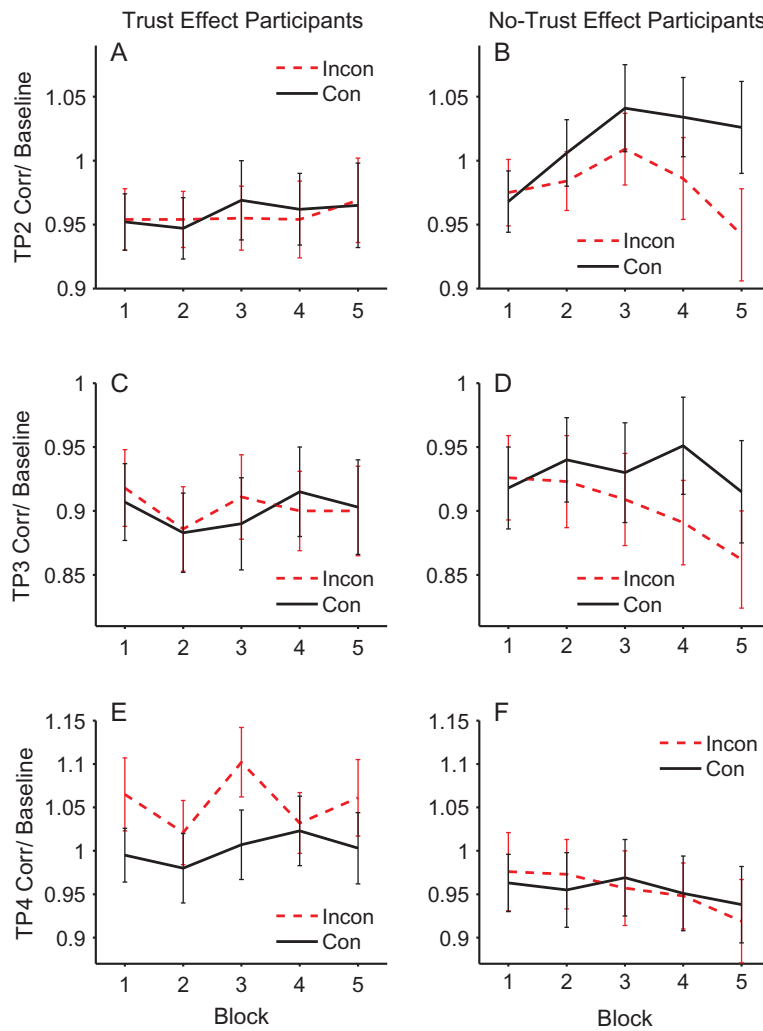 Trust Effect Participants
No-Trust Effect Participants
A
Incon
Con
TP2 Corr/ Baseline
1.05
1
0.95
0.9
1 2 3 4 5
B
Incon
Con
1.05
1
0.95
0.9
1 2 3 4 5
C
Incon
Con
TP3 Corr/ Baseline
1
0.95
0.9
0.85
1 2 3 4 5
D
Incon
Con
1
0.95
0.9
0.85
1 2 3 4 5
E
Incon
Con
TP4 Corr/ Baseline
1.15
1.1
1.05
1
0.95
0.9
1 2 3 4 5
Block
F
Incon
Con
1.15
1.1
1.05
1
0.95
0.9
1 2 3 4 5
Block